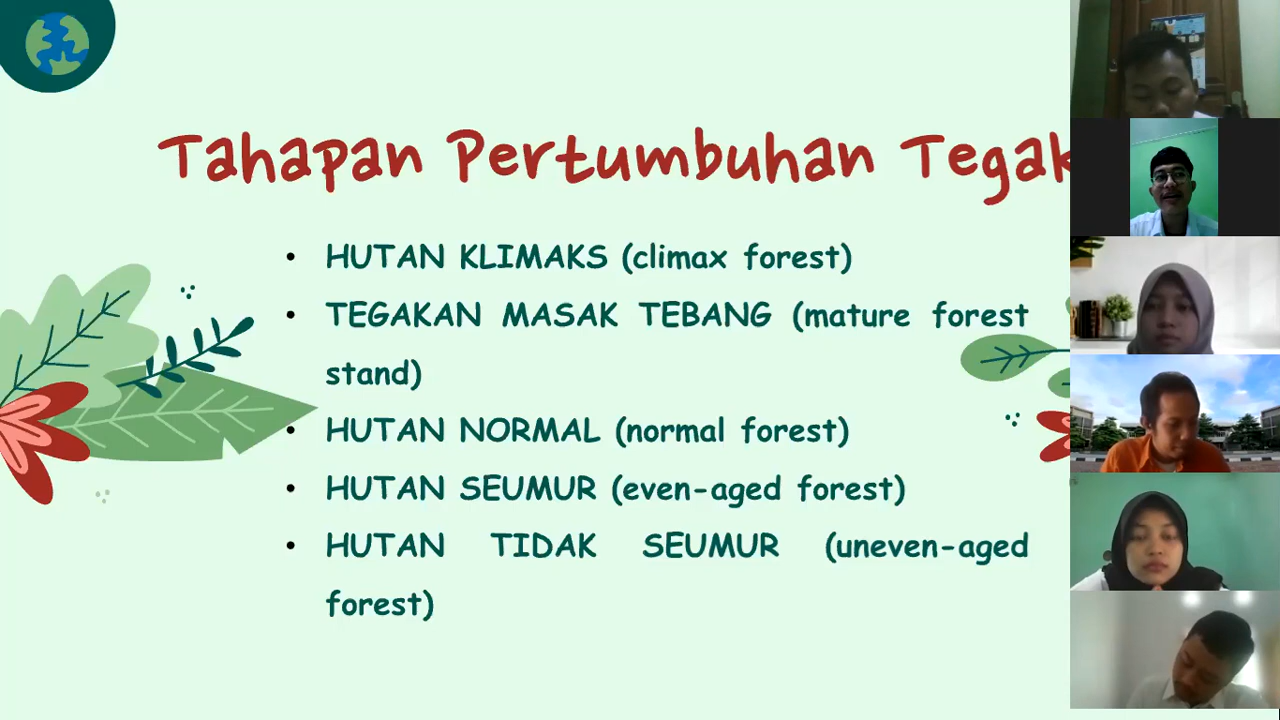 Tahapan Pertumbuhan Tegak
• HUTAN KLIMAKS (climax forest)
• TEGAKAN MASAK TEBANG (mature forest
stand)
• HUTAN NORMAL (normal forest)
• HUTAN SEUMUR (even-aged forest)
• HUTAN TIDAK SEUMUR (uneven-aged
forest)